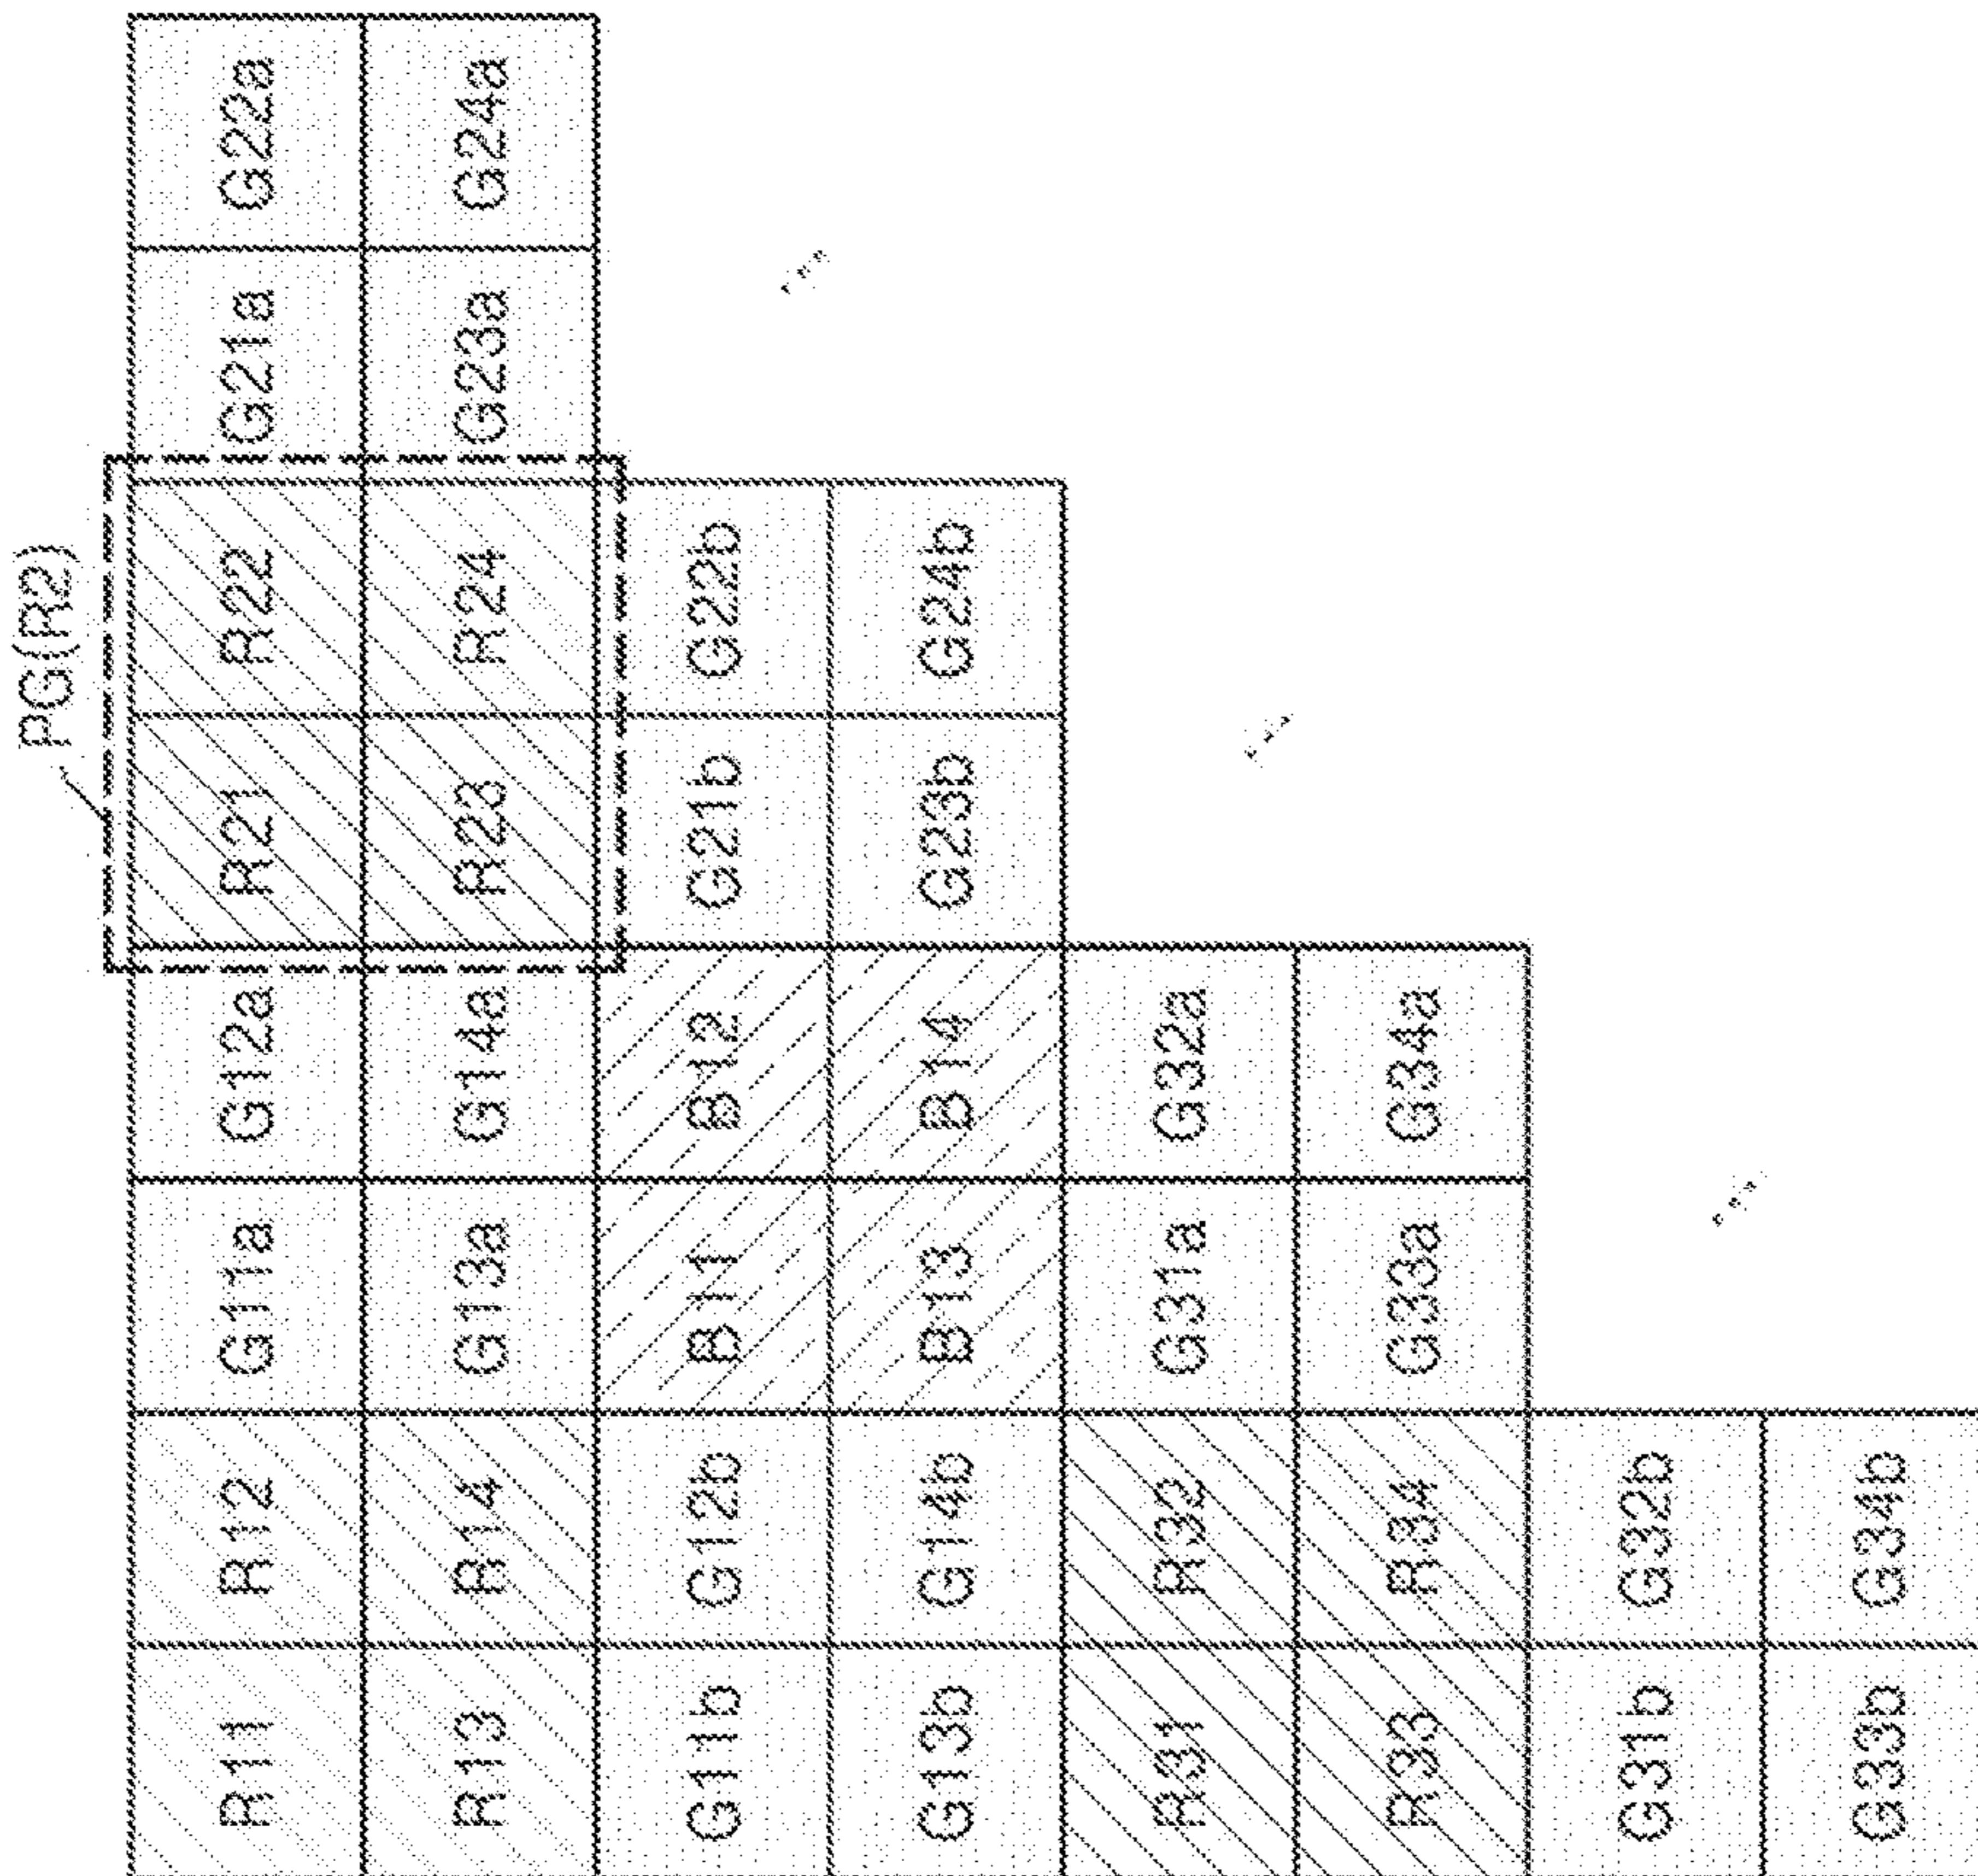 PG(R2)
R11 R12 G11a G12a R21 R22 G21a G22a
R13 R14 G13a G14a R23 R24 G23a G24a
G11b G12b B11 B12 G21b G22b
G13b G14b B13 B14 G23b G24b
R31 R32 G31a G32a
R33 R34 G33a G34a
G31b G32b
G33b G34b